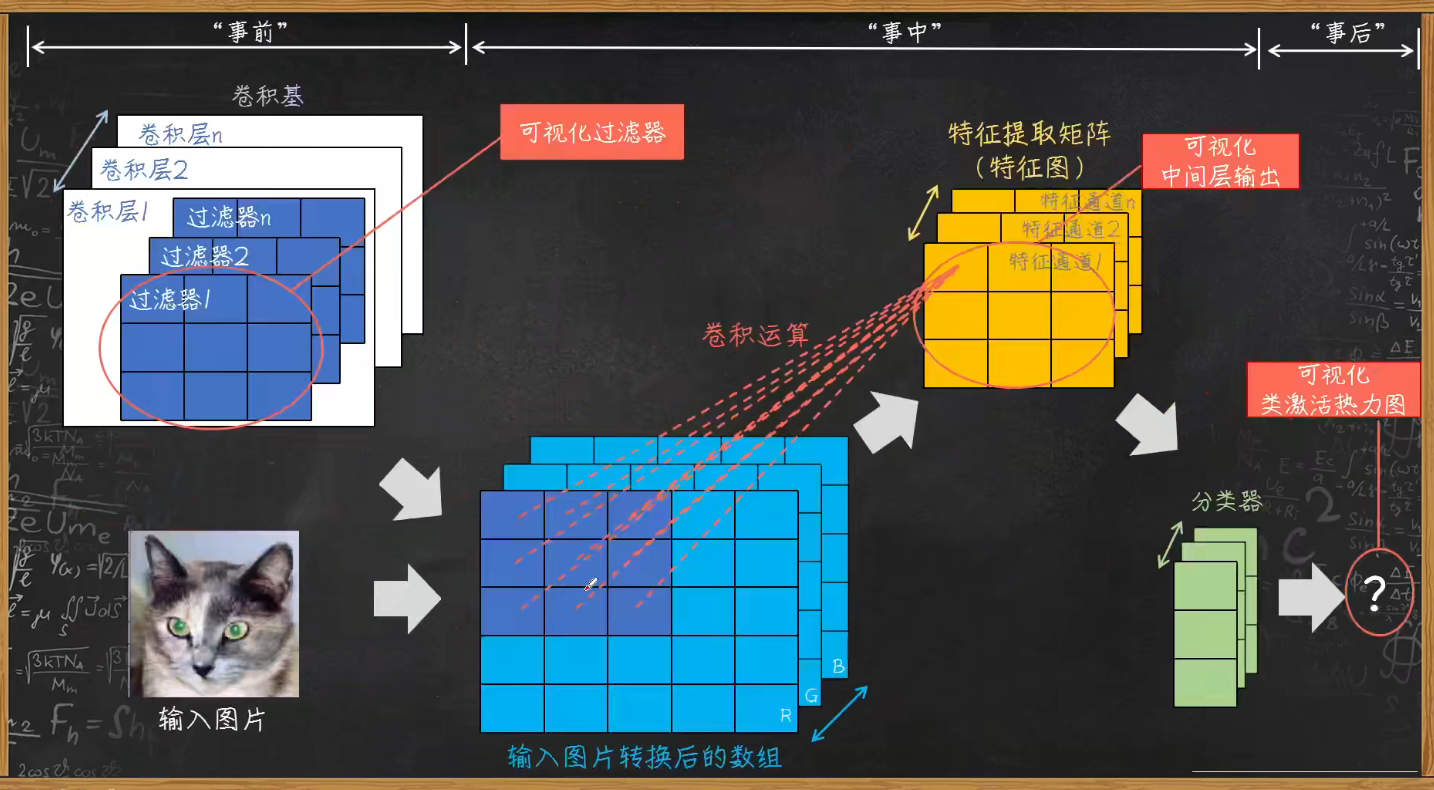 “事前”
“事中”
“事后”
卷积基
卷积层n
卷积层2
卷积层1
过滤器n
过滤器2
过滤器1
可视化过滤器
特征提取矩阵
（特征图）
可视化
中间层输出
特征通道n
特征通道2
特征通道1
卷积运算
可视化
类激活热力图
分类器
?
B
G
R
输入图片
输入图片转换后的数组